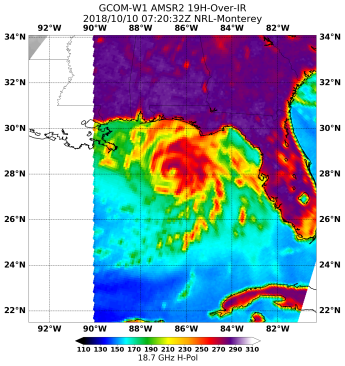 GCOM-W1 AMSR2 19H-Over-IR
2018/10/10 07:20:32Z NRL-Monterey
92°W 90°W 88°W 86°W 84°W 82°W
34°N 34°N
32°N 32°N
30°N 30°N
28°N 28°N
26°N 26°N
24°N 24°N
22°N 22°N
92°W 90°W 88°W 86°W 84°W 82°W
110 130 150 170 190 210 230 250 270 290 310
18.7 GHz H-Pol